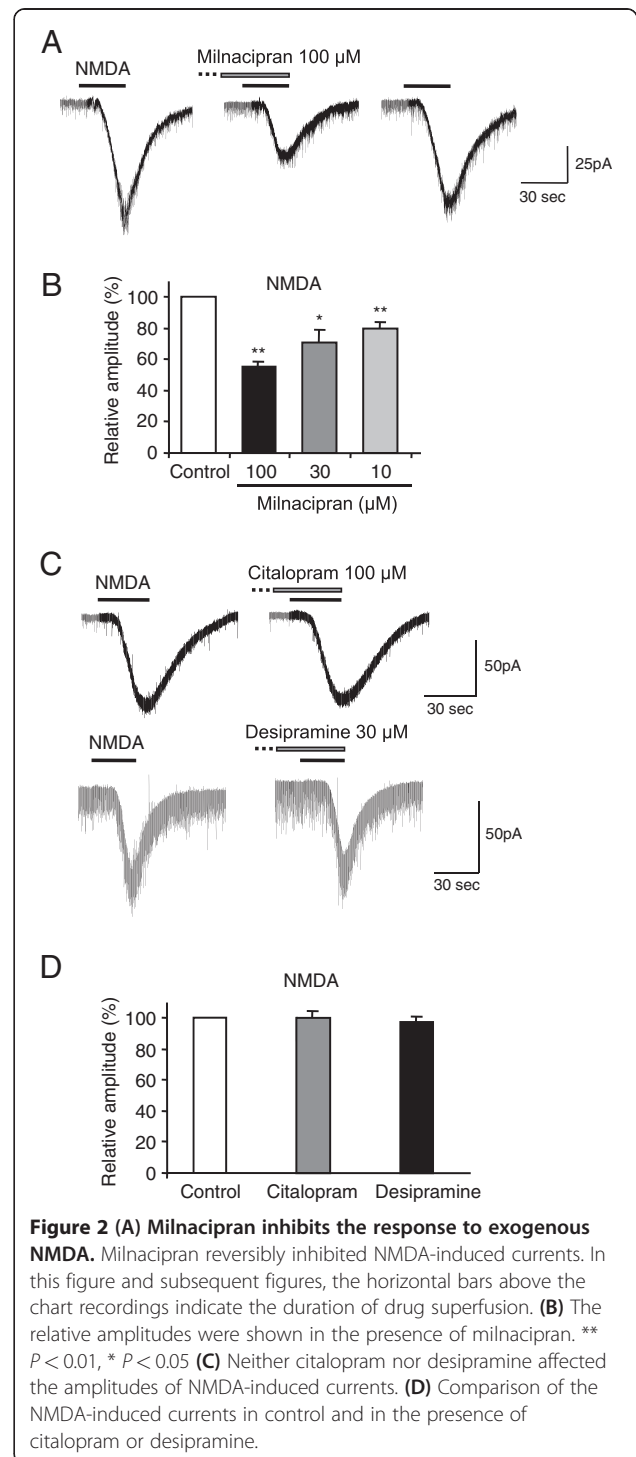 A
NMDA
Milnacipran 100 µM
25pA
30 sec
B
NMDA
Relative amplitude (%)
100
80
60
40
20
0
**
*
**
Control 100 30 10
Milnacipran (µM)
C
NMDA
Citalopram 100 µM
50pA
30 sec
NMDA
Desipramine 30 µM
50pA
30 sec
D
NMDA
Relative amplitude (%)
100
80
60
40
20
0
Control Citalopram Desipramine
Figure 2 (A) Milnacipran inhibits the response to exogenous
NMDA. Milnacipran reversibly inhibited NMDA-induced currents. In
this figure and subsequent figures, the horizontal bars above the
chart recordings indicate the duration of drug superfusion. (B) The
relative amplitudes were shown in the presence of milnacipran. **
P < 0.01, * P < 0.05 (C) Neither citalopram nor desipramine affected
the amplitudes of NMDA-induced currents. (D) Comparison of the
NMDA-induced currents in control and in the presence of
citalopram or desipramine.